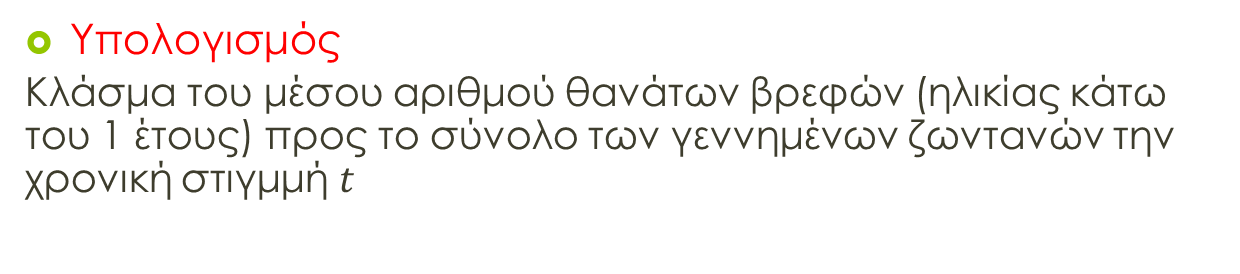 Υπολογισμός
Κλάσμα του μέσου αριθμού θανάτων βρεφών (ηλικίας κάτω
του 1 έτους) προς το σύνολο των γεννημένων ζωντανών την
χρονική στιγμμή t